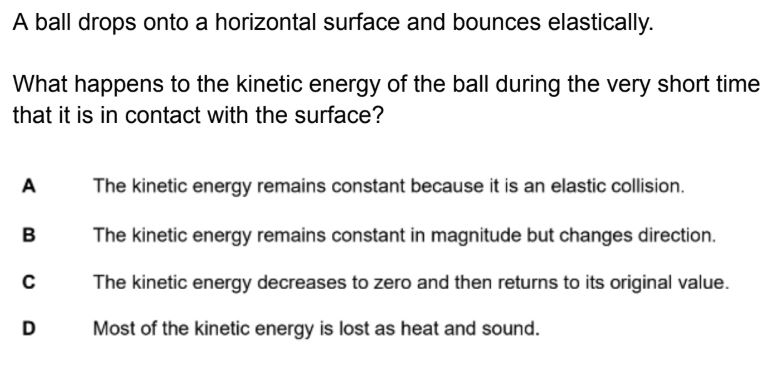 A ball drops onto a horizontal surface and bounces elastically.
What happens to the kinetic energy of the ball during the very short time
that it is in contact with the surface?
A The kinetic energy remains constant because it is an elastic collision.
B The kinetic energy remains constant in magnitude but changes direction.
C The kinetic energy decreases to zero and then returns to its original value.
D Most of the kinetic energy is lost as heat and sound.